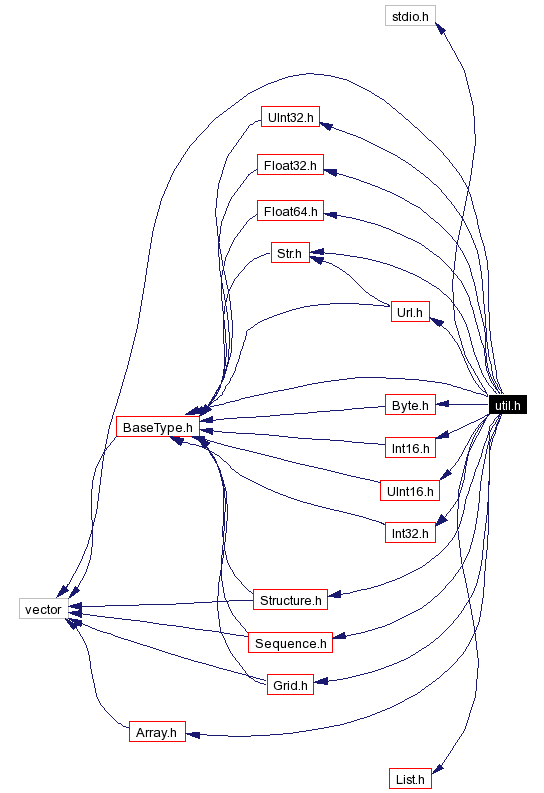 stdio.h
UInt32.h
Float32.h
Float64.h
Str.h
Url.h
util.h
Byte.h
BaseType.h
Int16.h
UInt16.h
Int32.h
Structure.h
vector
Sequence.h
Grid.h
Array.h
List.h